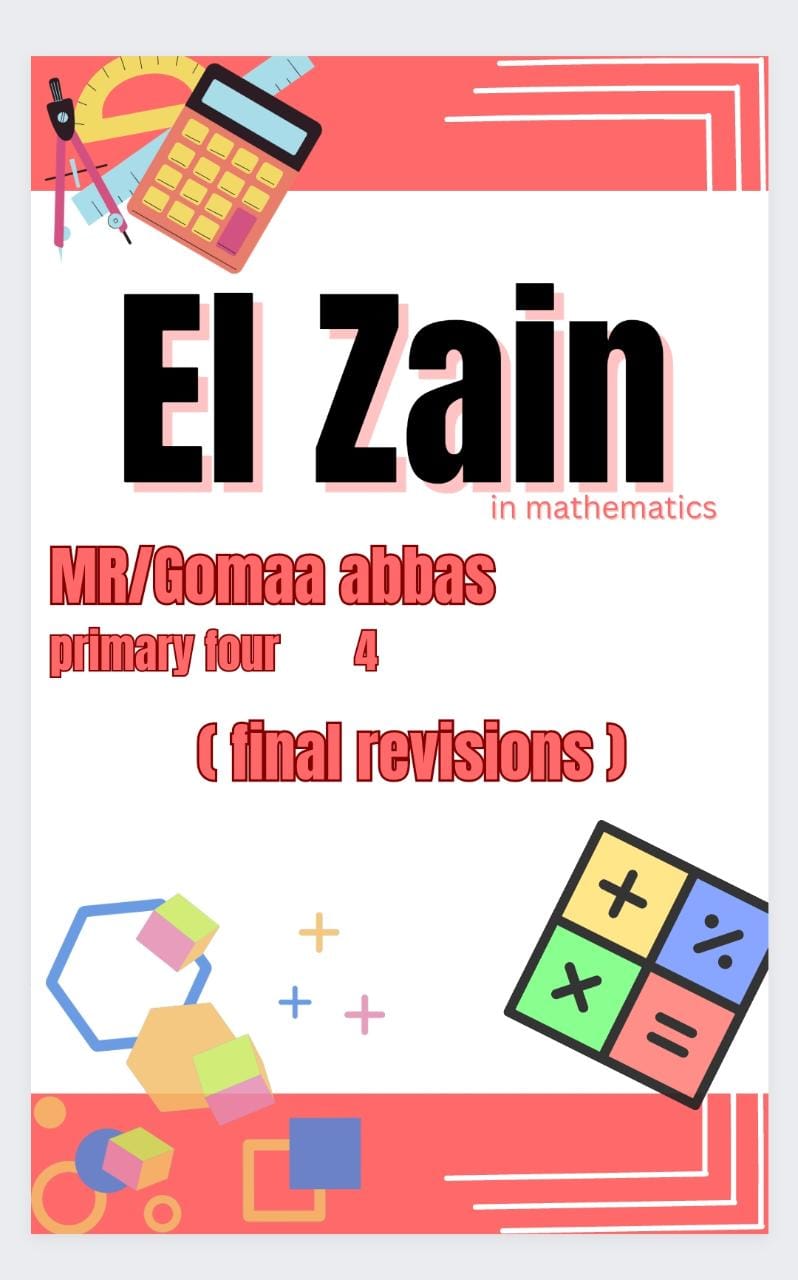 El Zain
in mathematics
MR/Gomaa abbas
primary four 4
( final revisions )